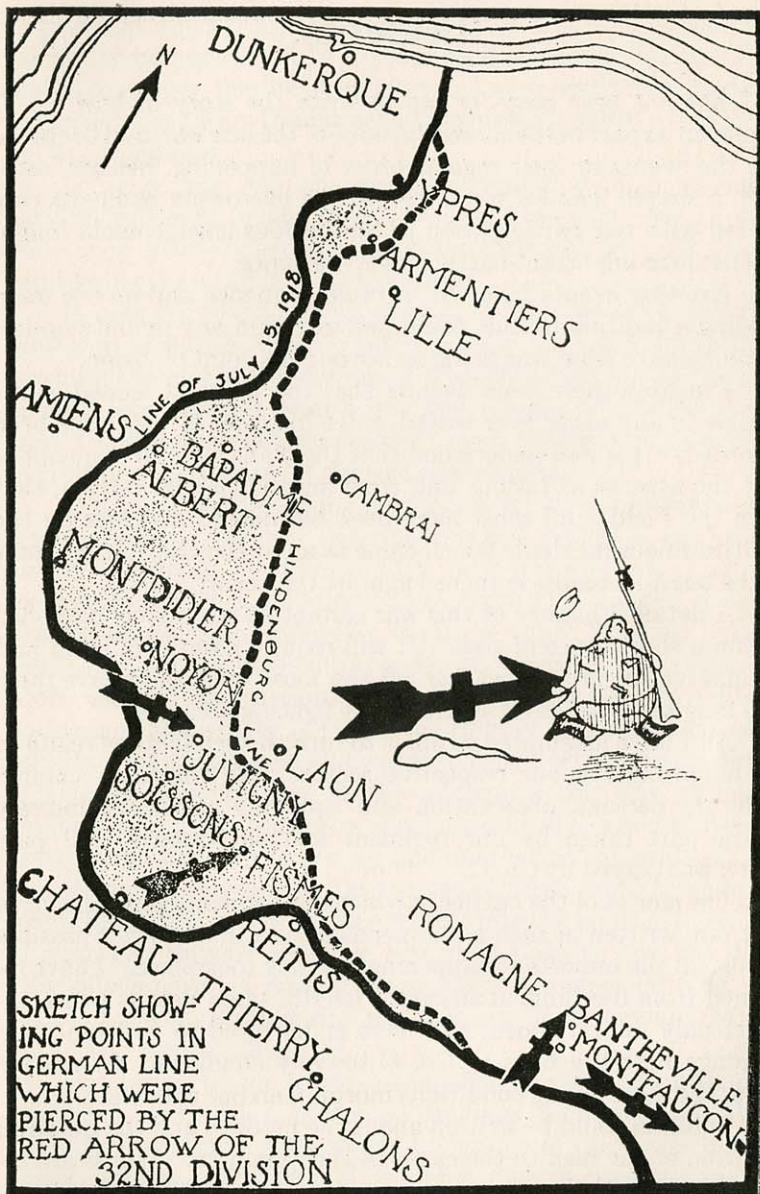 N
DUNKERQUE
YPRES
ARMENTIERS
LILLE
LINE OF JULY 15, 1918
AMIENS
BAPAUME
ALBERT
CAMBRAI
MONTDIDIER
HINDENBURG LINE
NOYON
JUVIGNY
LAON
SOISSONS
FISMES
CHATEAU THIERRY
REIMS
ROMAGNE
BANTHEVILLE
MONTFAUCON
CHALONS
SKETCH SHOW-
ING POINTS IN
GERMAN LINE
WHICH WERE
PIERCED BY THE
RED ARROW OF THE
32ND DIVISION